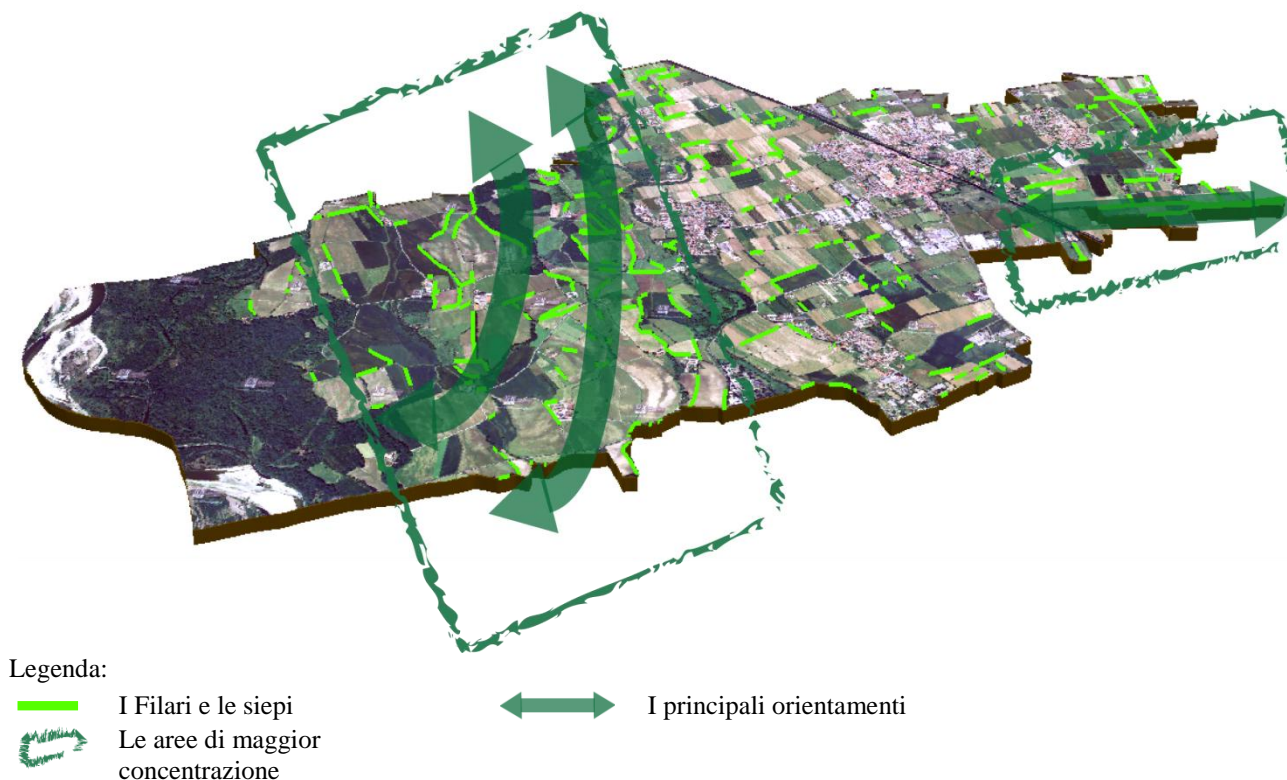 Legenda:
I Filari e le siepi
I principali orientamenti
Le aree di maggior
concentrazione